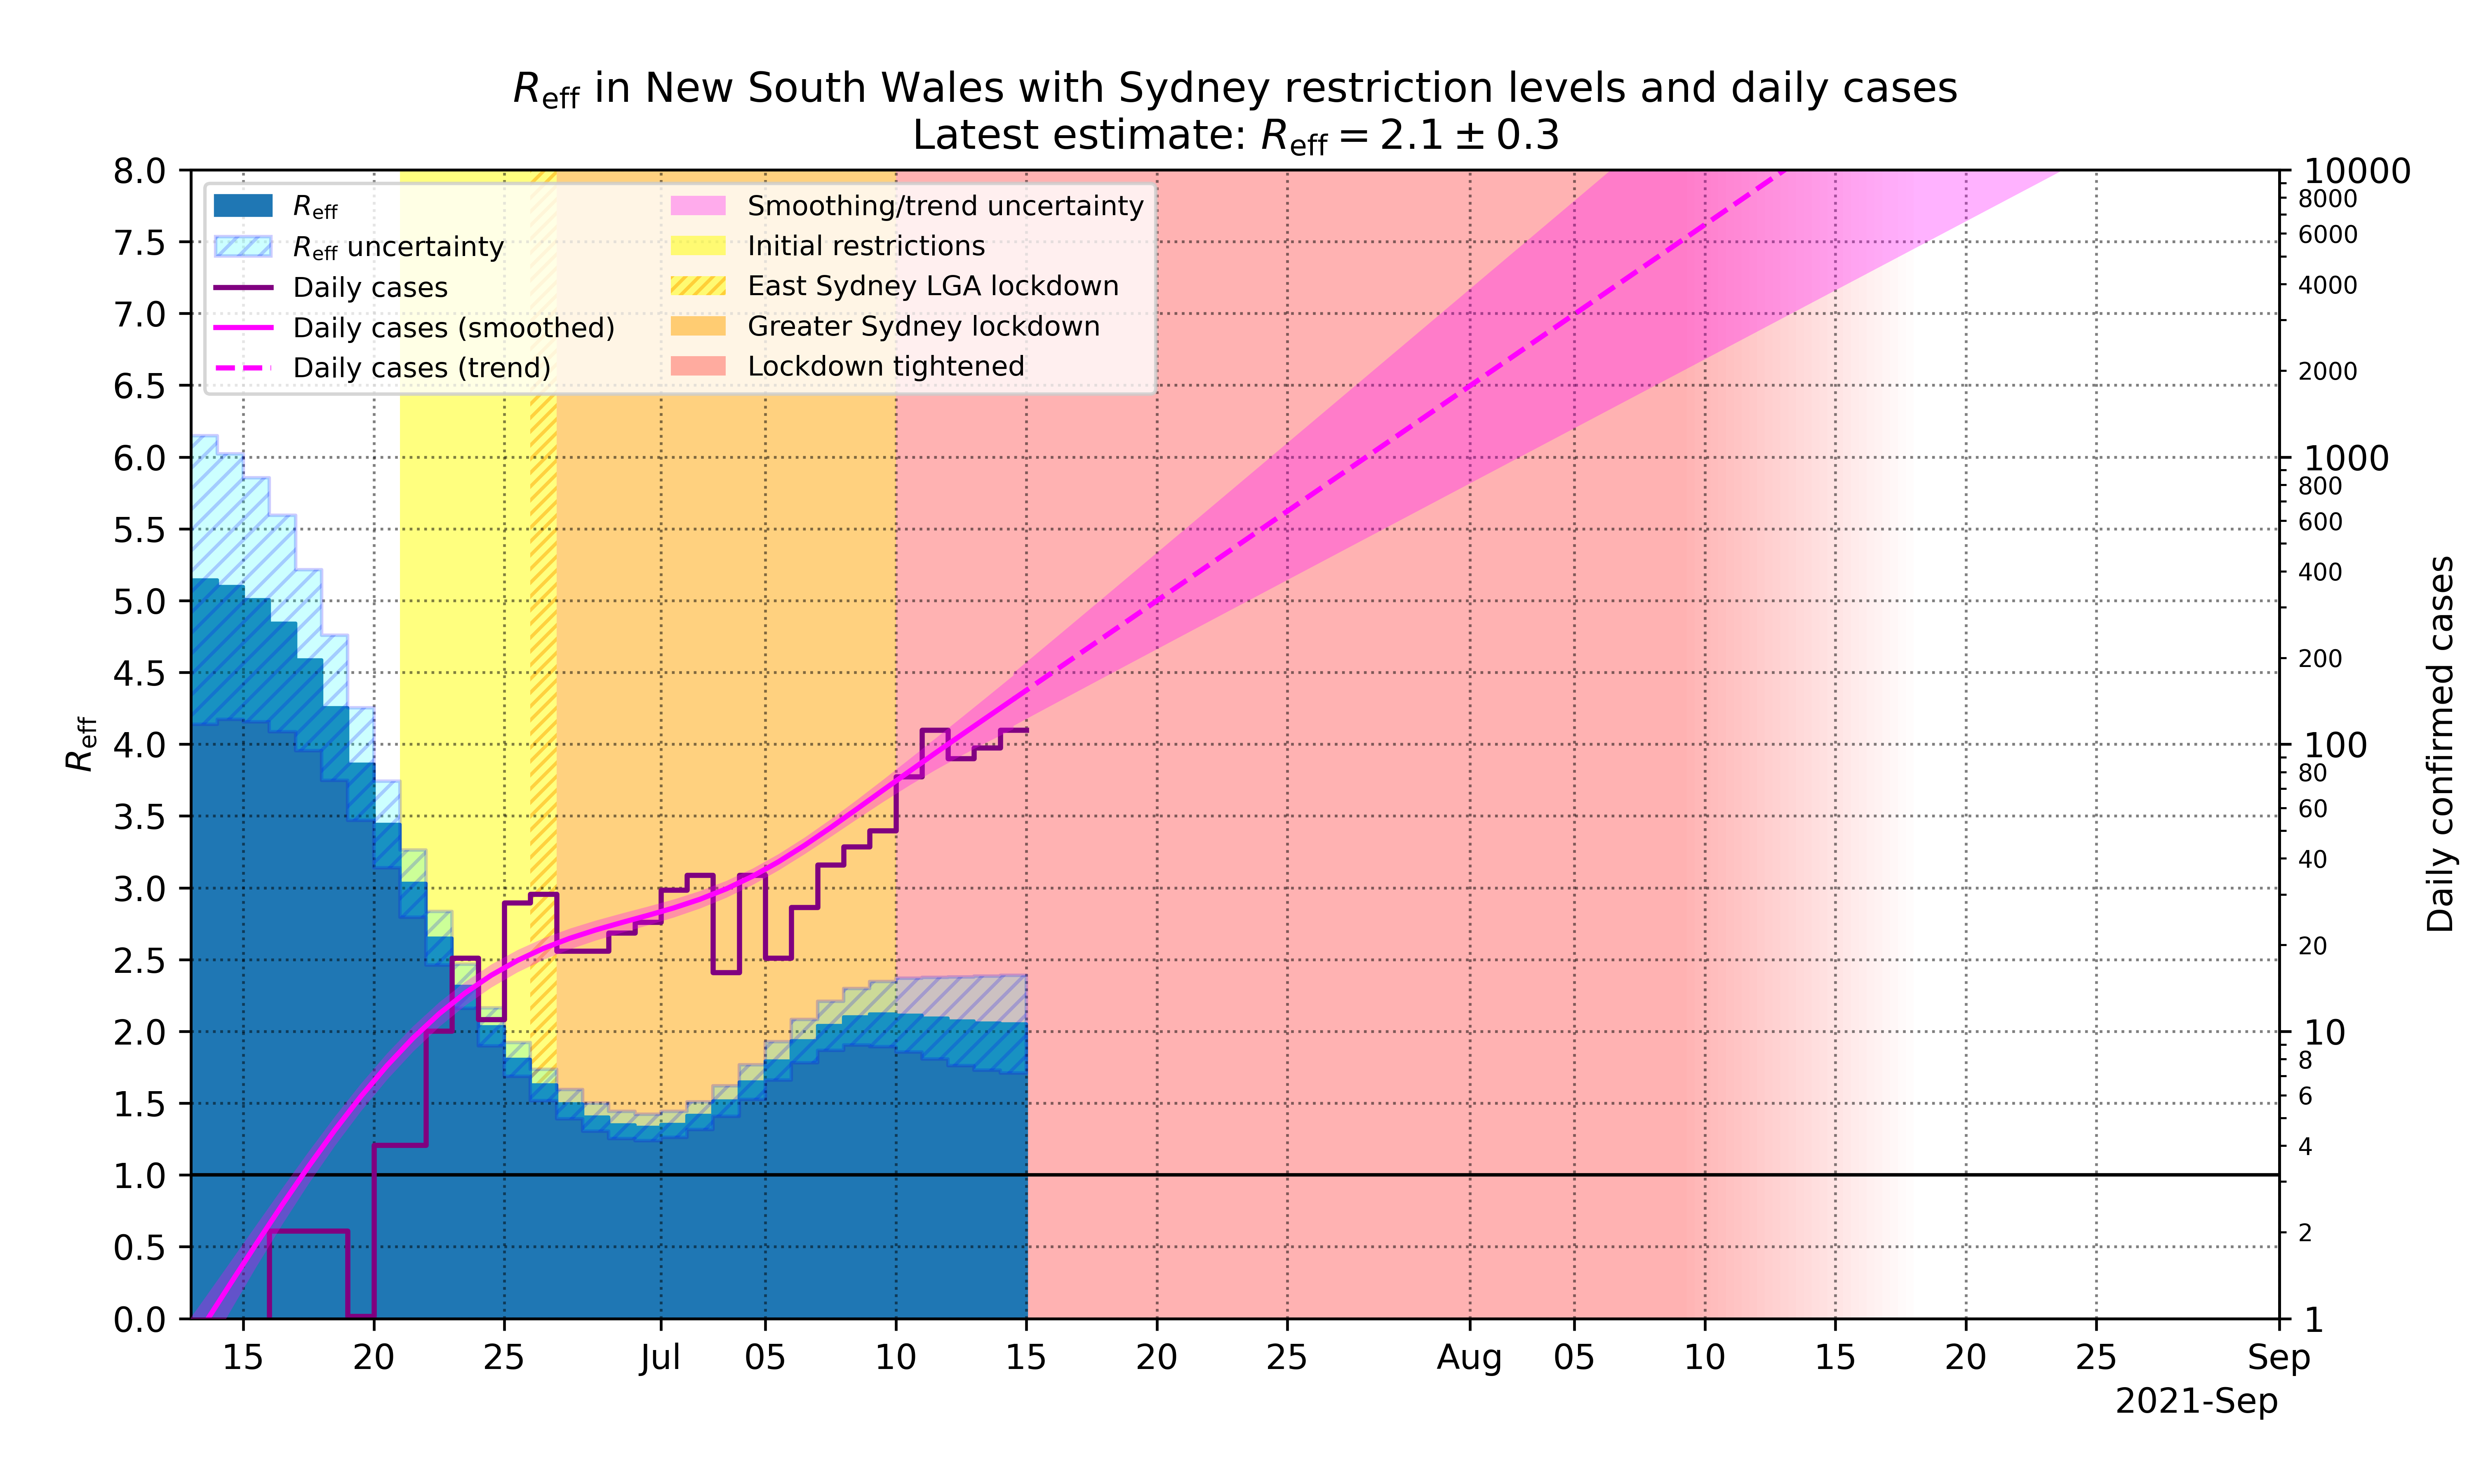 Reff in New South Wales with Sydney restriction levels and daily cases
Latest estimate: Reff = 2.1 ± 0.3
Reff
Reff uncertainty
Daily cases
Daily cases (smoothed)
Daily cases (trend)
Smoothing/trend uncertainty
Initial restrictions
East Sydney LGA lockdown
Greater Sydney lockdown
Lockdown tightened
Reff
8.0
7.5
7.0
6.5
6.0
5.5
5.0
4.5
4.0
3.5
3.0
2.5
2.0
1.5
1.0
0.5
0.0
10000
8000
6000
4000
2000
1000
800
600
400
200
100
80
60
40
20
10
8
6
4
2
1
Daily confirmed cases
15 20 25 Jul 05 10 15 20 25 Aug 05 10 15 20 25 Sep
2021-Sep